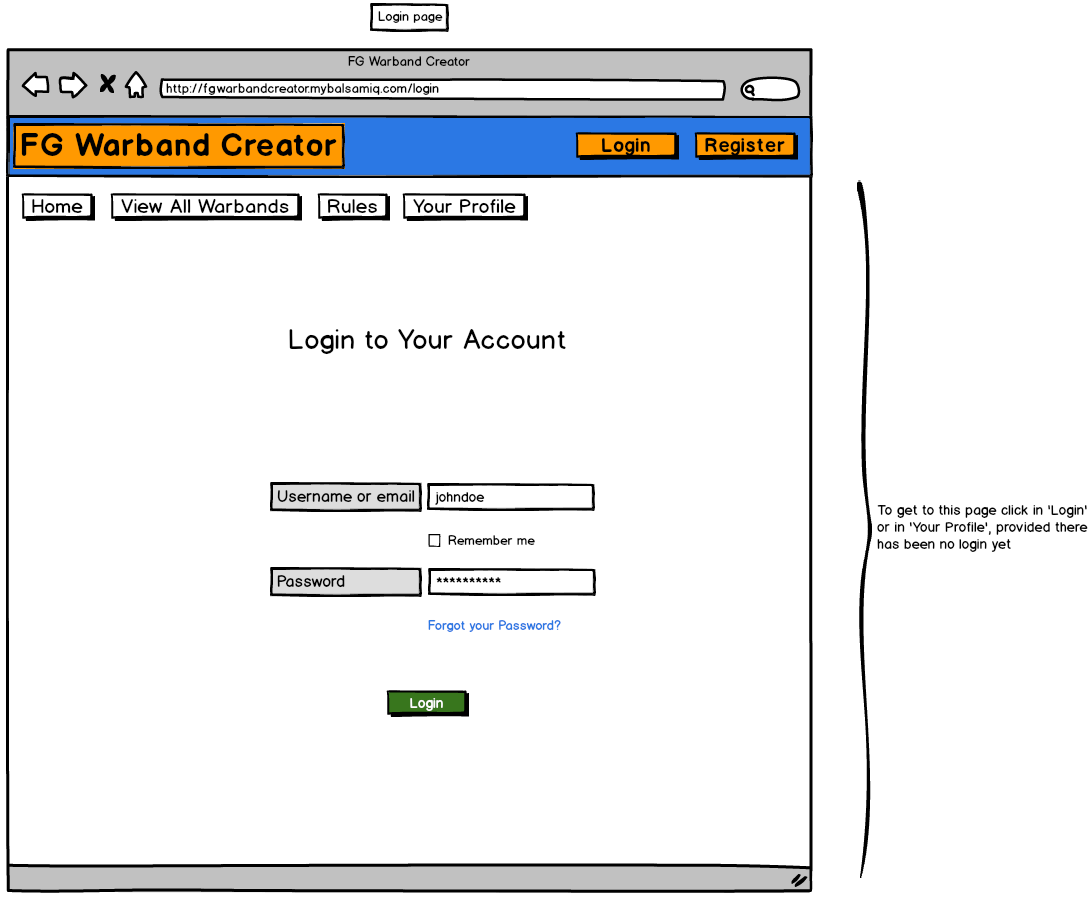 Login page
FG Warband Creator
http://fgwarbandcreator.mybalsamiq.com/login
FG Warband Creator
Login
Register
Home
View All Warbands
Rules
Your Profile
Login to Your Account
Username or email
johndoe
Remember me
Password
**********
Forgot your Password?
Login
To get to this page click in 'Login'
or in 'Your Profile', provided there
has been no login yet